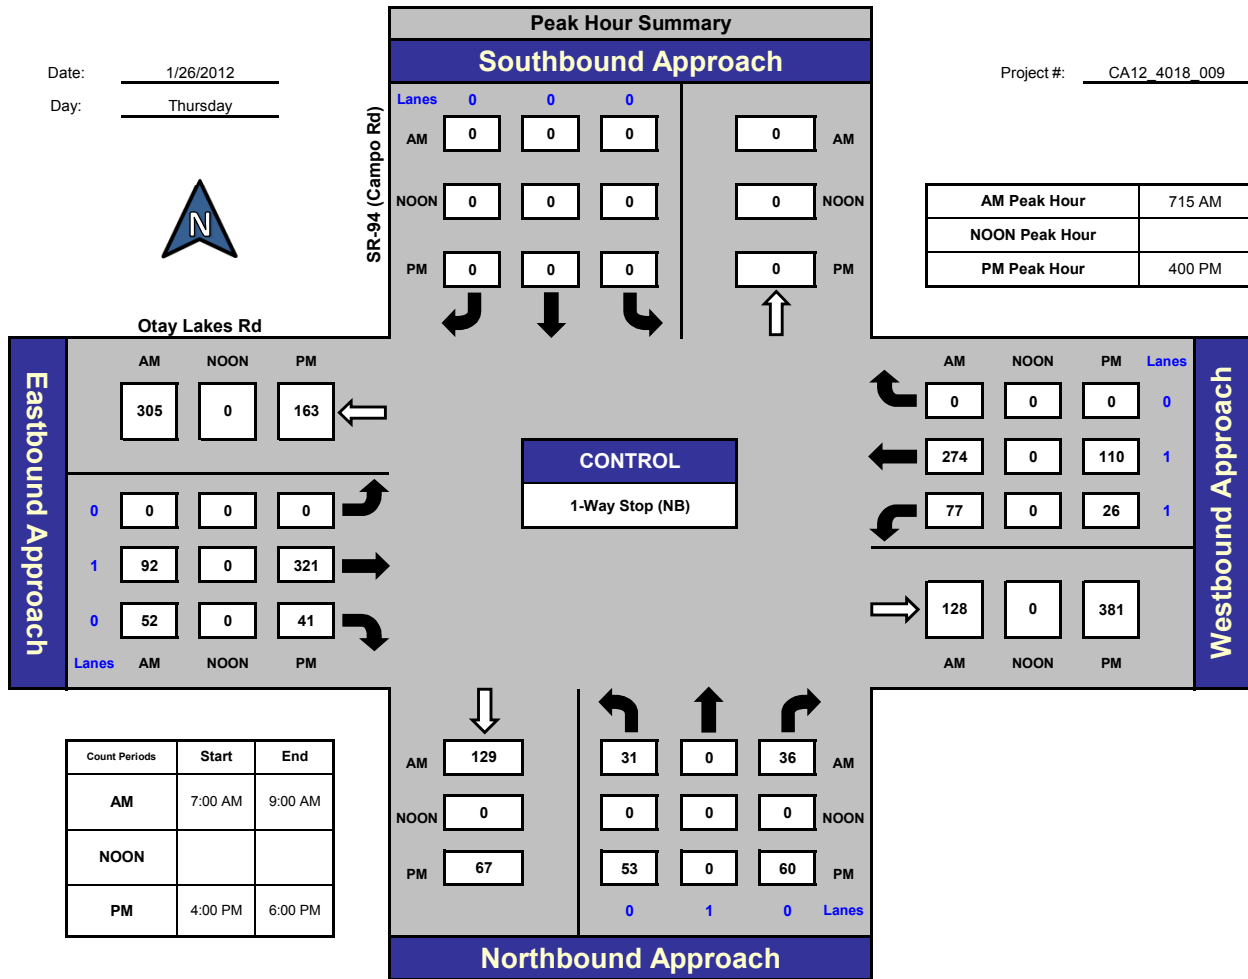 Peak Hour Summary
Southbound Approach
Date: 1/26/2012
Project #: CA12_4018_009
Day: Thursday
SR-94 (Campo Rd)
Lanes 0 0 0
AM 0 0 0 0 AM
N
NOON 0 0 0 0 NOON
AM Peak Hour 715 AM
NOON Peak Hour
PM Peak Hour 400 PM
PM 0 0 0 0 PM
Otay Lakes Rd
Eastbound Approach
AM NOON PM
305 0 163
0 0 0 0
1 92 0 321
0 52 0 41
Lanes AM NOON PM
CONTROL
1-Way Stop (NB)
AM NOON PM Lanes
0 0 0 0
274 0 110 1
77 0 26 1
128 0 381
AM NOON PM
Westbound Approach
Count Periods Start End
AM 7:00 AM 9:00 AM
NOON
PM 4:00 PM 6:00 PM
AM 129 31 0 36 AM
NOON 0 0 0 0 NOON
PM 67 53 0 60 PM
0 1 0 Lanes
Northbound Approach